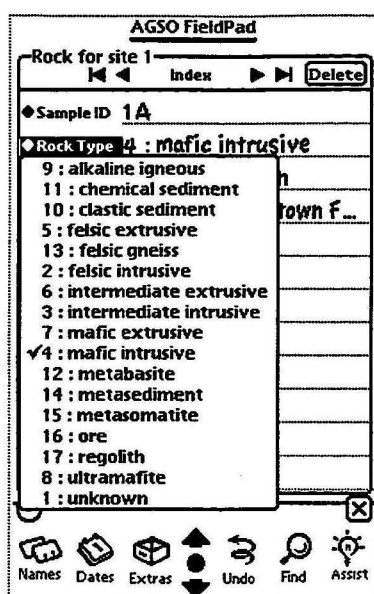 AGSO FieldPad
Rock for site 1
Index Delete
◆Sample ID 1A
◆Rock Type 4 : mafic intrusive
9 : alkaline igneous
11 : chemical sediment
10 : clastic sediment
5 : felsic extrusive
13 : felsic gneiss
2 : felsic intrusive
6 : intermediate extrusive
3 : intermediate intrusive
7 : mafic extrusive
✓4 : mafic intrusive
12 : metabasite
14 : metasediment
15 : metasomatite
16 : ore
17 : regolith
8 : ultramafite
1 : unknown
Names Dates Extras Undo Find Assist